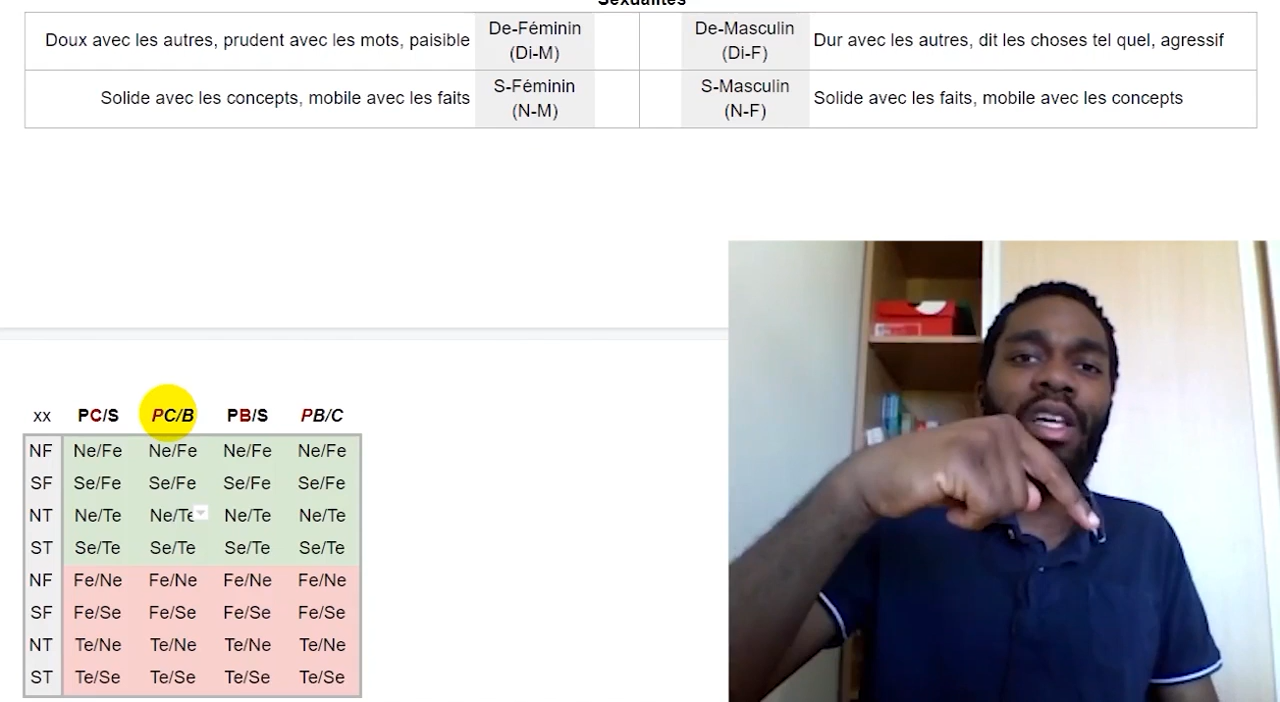 Sexualités
Doux avec les autres, prudent avec les mots, paisible De-Féminin (Di-M) De-Masculin (Di-F) Dur avec les autres, dit les choses tel quel, agressif
Solide avec les concepts, mobile avec les faits S-Féminin (N-M) S-Masculin (N-F) Solide avec les faits, mobile avec les concepts
xx PC/S PC/B PB/S PB/C
NF Ne/Fe Ne/Fe Ne/Fe Ne/Fe
SF Se/Fe Se/Fe Se/Fe Se/Fe
NT Ne/Te Ne/Te Ne/Te Ne/Te
ST Se/Te Se/Te Se/Te Se/Te
NF Fe/Ne Fe/Ne Fe/Ne Fe/Ne
SF Fe/Se Fe/Se Fe/Se Fe/Se
NT Te/Ne Te/Ne Te/Ne Te/Ne
ST Te/Se Te/Se Te/Se Te/Se